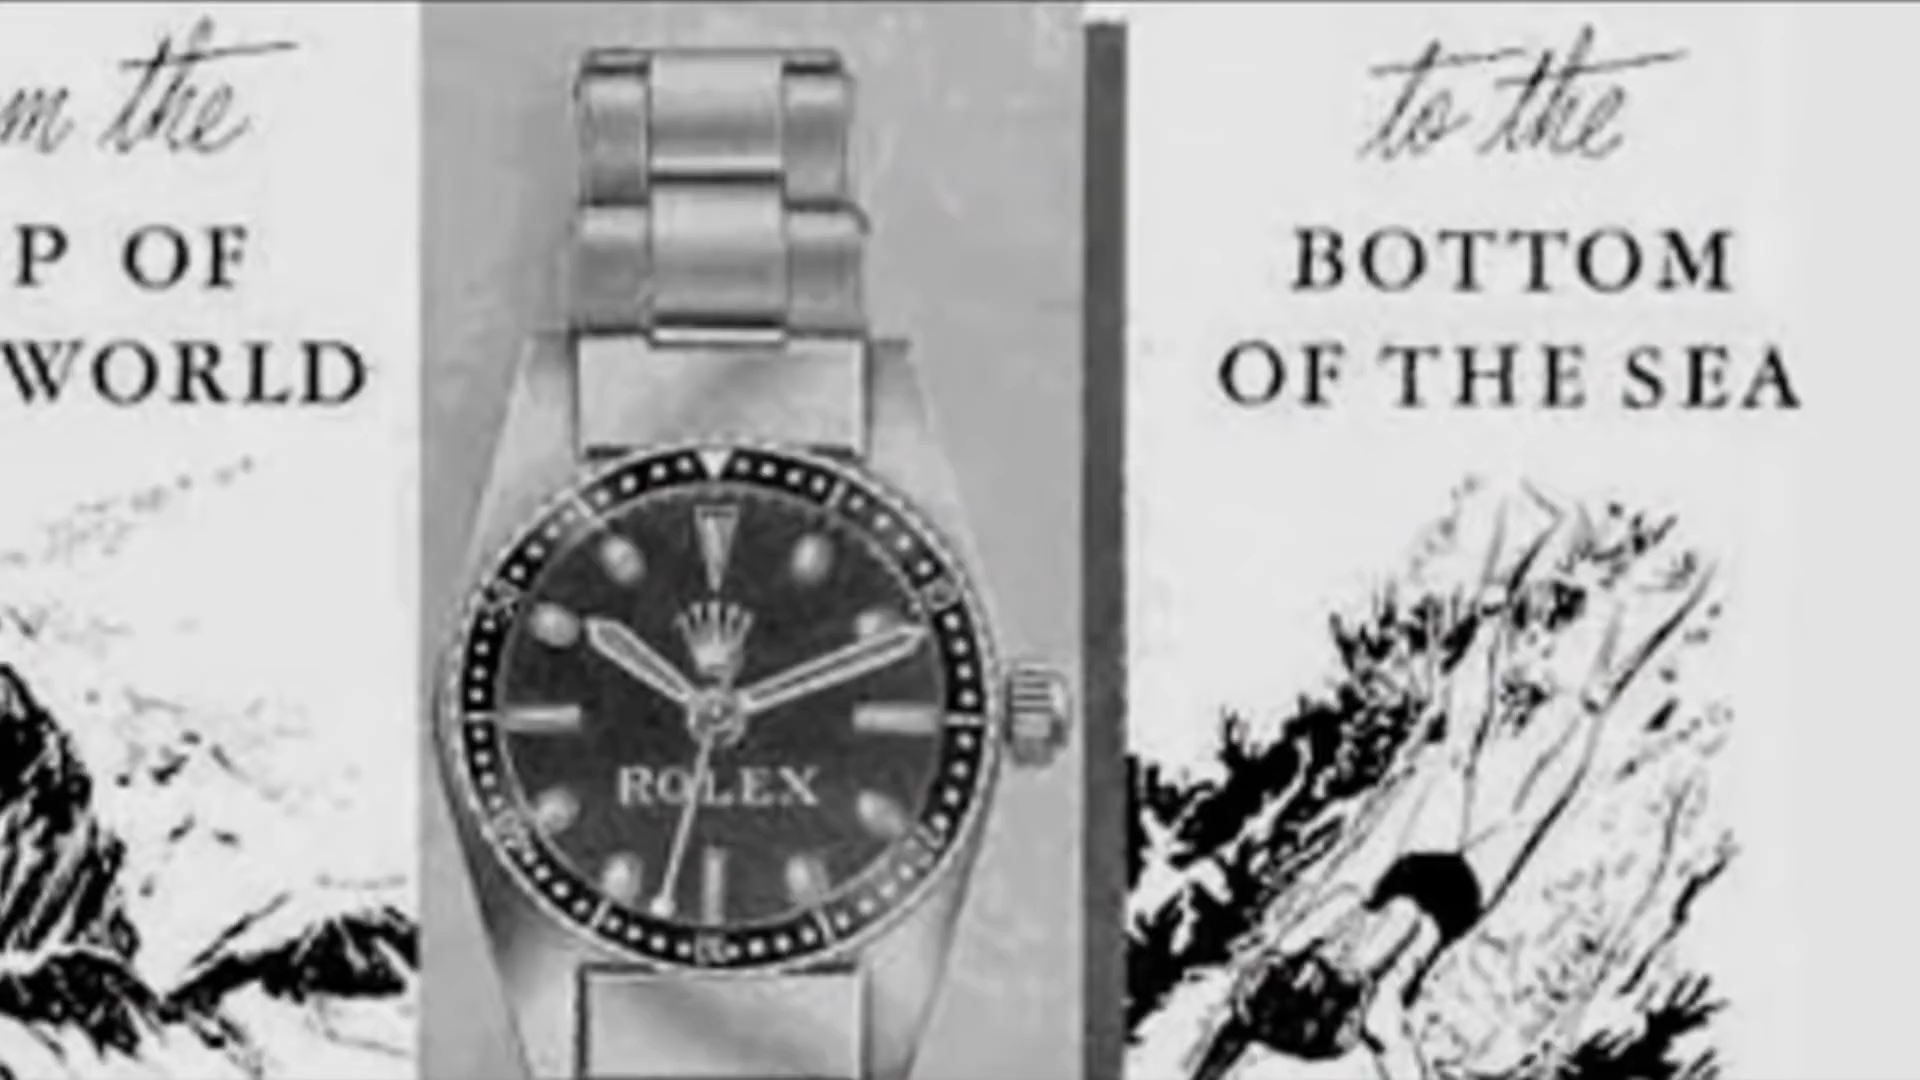 m the
P OF
WORLD
ROLEX
to the
BOTTOM
OF THE SEA